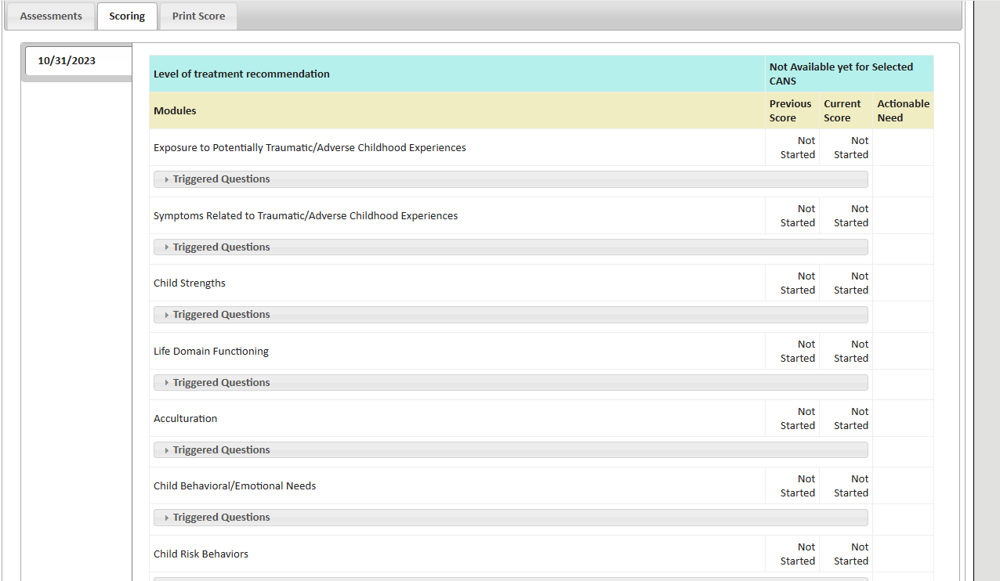 Assessments
Scoring
Print Score
10/31/2023
Level of treatment recommendation
Not Available yet for Selected
CANS
Modules
Previous
Score
Current
Score
Actionable
Need
Exposure to Potentially Traumatic/Adverse Childhood Experiences
Not
Started
Not
Started
Triggered Questions
Symptoms Related to Traumatic/Adverse Childhood Experiences
Not
Started
Not
Started
Triggered Questions
Child Strengths
Not
Started
Not
Started
Triggered Questions
Life Domain Functioning
Not
Started
Not
Started
Triggered Questions
Acculturation
Not
Started
Not
Started
Triggered Questions
Child Behavioral/Emotional Needs
Not
Started
Not
Started
Triggered Questions
Child Risk Behaviors
Not
Started
Not
Started